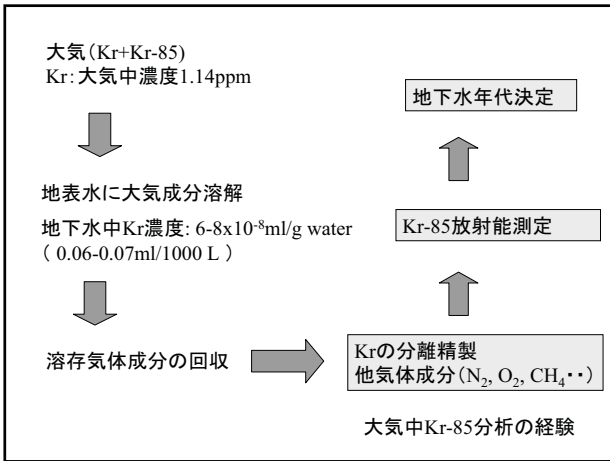 大気(Kr+Kr-85)
Kr:大気中濃度1.14ppm
地表水に大気成分溶解
地下水中Kr濃度: 6-8x10⁻⁸ml/g water
( 0.06-0.07ml/1000 L )
溶存気体成分の回収
Krの分離精製
他気体成分(N₂, O₂, CH₄・・)
大気中Kr-85分析の経験
Kr-85放射能測定
地下水年代決定